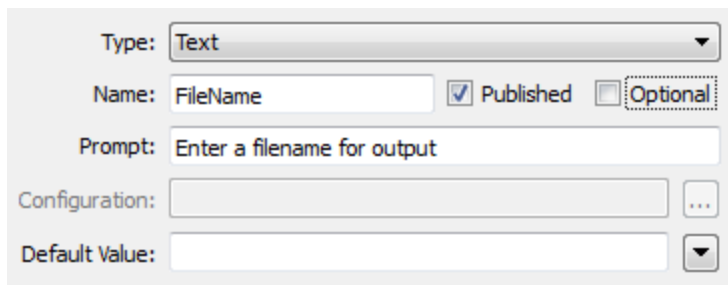 Type: Text
Name: FileName Published Optional
Prompt: Enter a filename for output
Configuration: ...
Default Value: